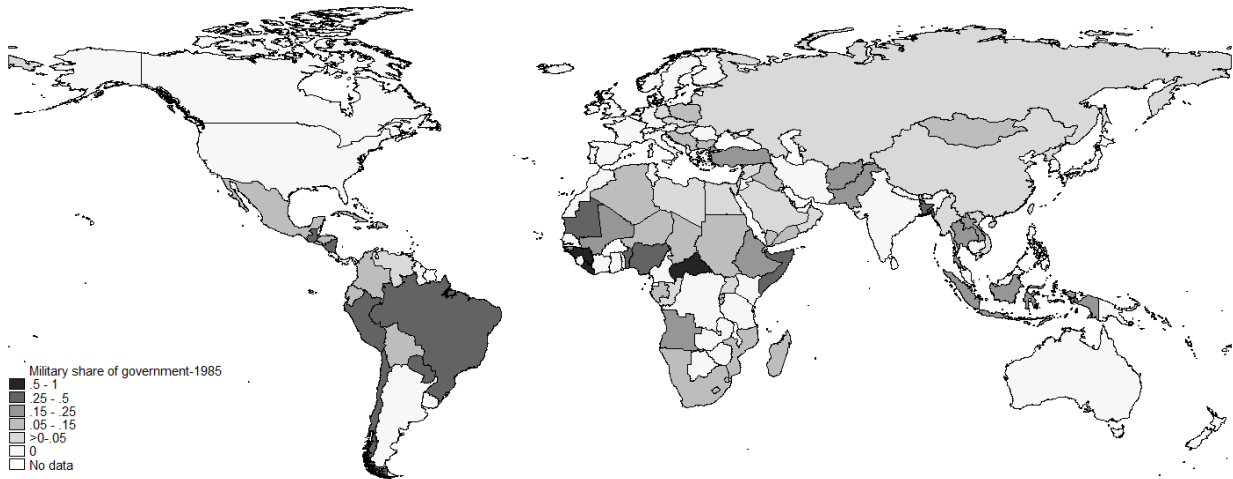 Military share of government-1985
.5 - 1
.25 - .5
.15 - .25
.05 - .15
>0-.05
0
No data